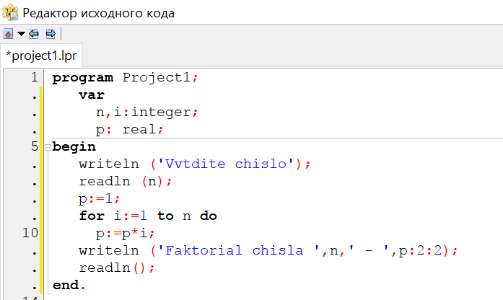 Редактор исходного кода
*project1.lpr
1 program Project1;
. var
. n,i:integer;
. p: real;
5 begin
. writeln ('Vvtdite chislo');
. readln (n);
. p:=1;
. for i:=1 to n do
10 p:=p*i;
. writeln ('Faktorial chisla ',n,' - ',p:2:2);
. readln();
. end.